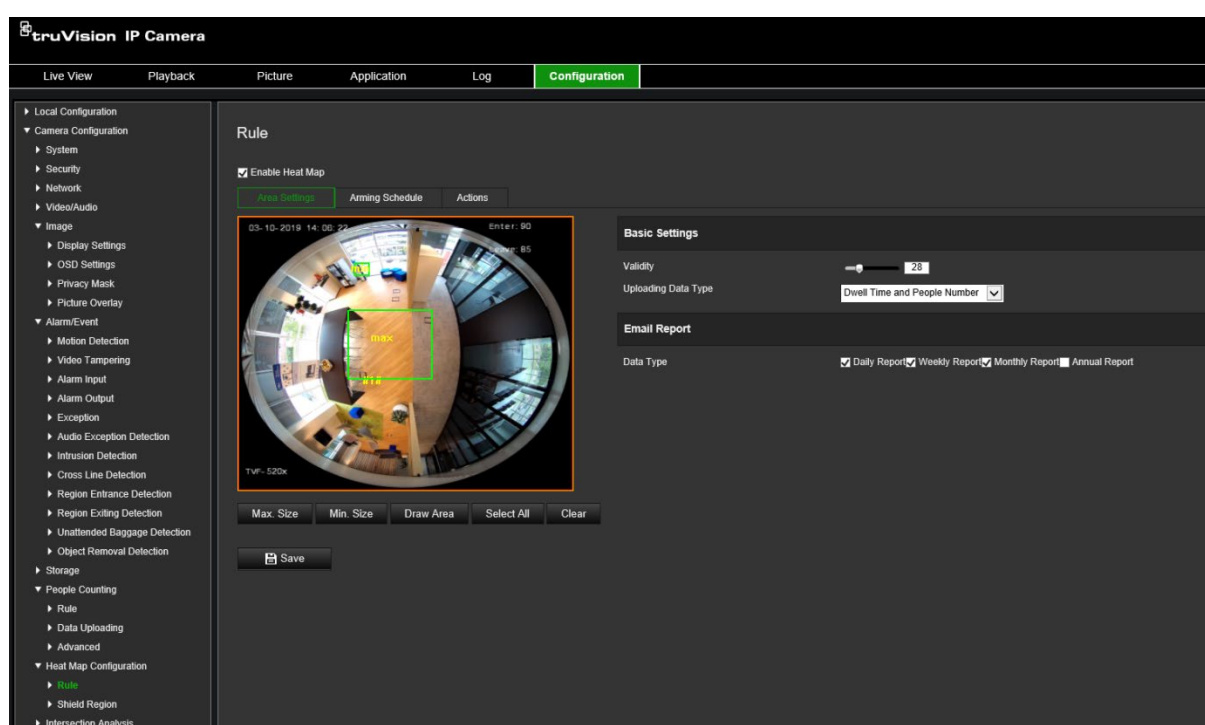 truVision IP Camera
Live View Playback Picture Application Log Configuration
Local Configuration
Camera Configuration
System
Security
Network
Video/Audio
Image
Display Settings
OSD Settings
Privacy Mask
Picture Overlay
Alarm/Event
Motion Detection
Video Tampering
Alarm Input
Alarm Output
Exception
Audio Exception Detection
Intrusion Detection
Cross Line Detection
Region Entrance Detection
Region Exiting Detection
Unattended Baggage Detection
Object Removal Detection
Storage
People Counting
Rule
Data Uploading
Advanced
Heat Map Configuration
Rule
Shield Region
Intersection Analysis
Rule
Enable Heat Map
Area Settings Arming Schedule Actions
03-10-2019 14:06:22 Enter:90
Leave:85
max
TVF-520x
Max. Size Min. Size Draw Area Select All Clear
Save
Basic Settings
Validity 28
Uploading Data Type Dwell Time and People Number
Email Report
Data Type Daily Report Weekly Report Monthly Report Annual Report